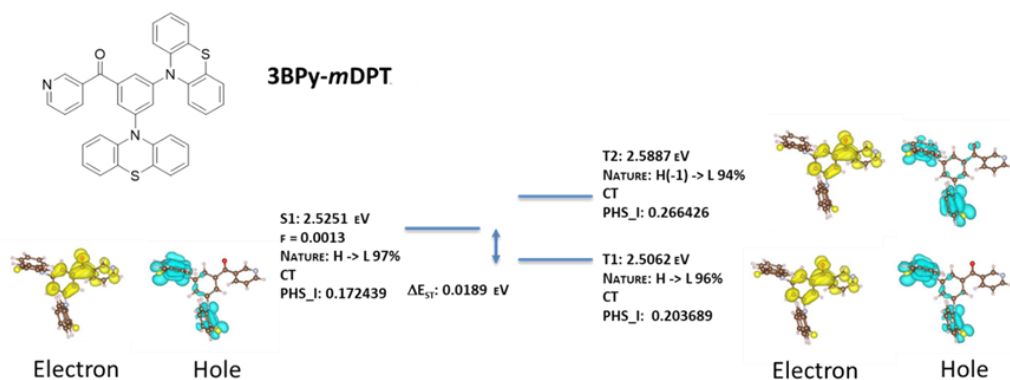 O
N
N
S
N
S
3BPy-mDPT
S1: 2.5251 EV
F = 0.0013
NATURE: H -> L 97%
CT
PHS_I: 0.172439
ΔEST: 0.0189 EV
T2: 2.5887 EV
NATURE: H(-1) -> L 94%
CT
PHS_I: 0.266426
T1: 2.5062 EV
NATURE: H -> L 96%
CT
PHS_I: 0.203689
Electron Hole
Electron Hole